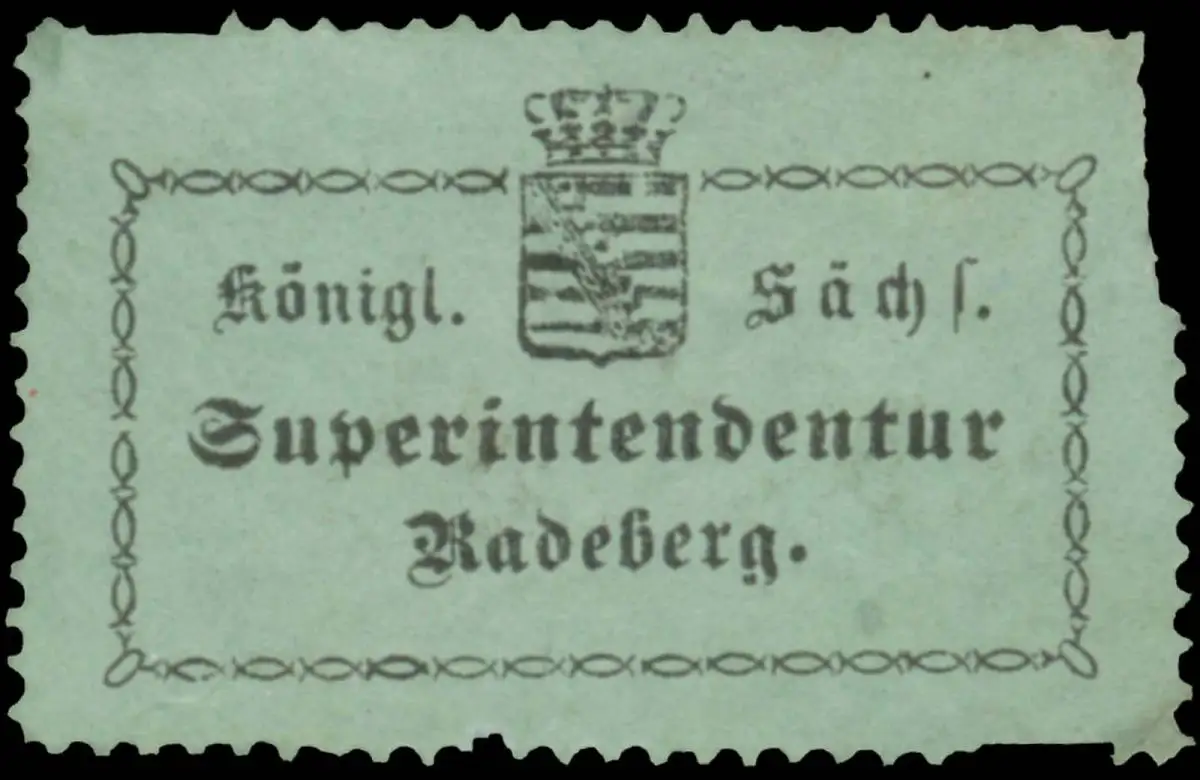 Königl. Sächſ.
Superintendentur
Radeberg.